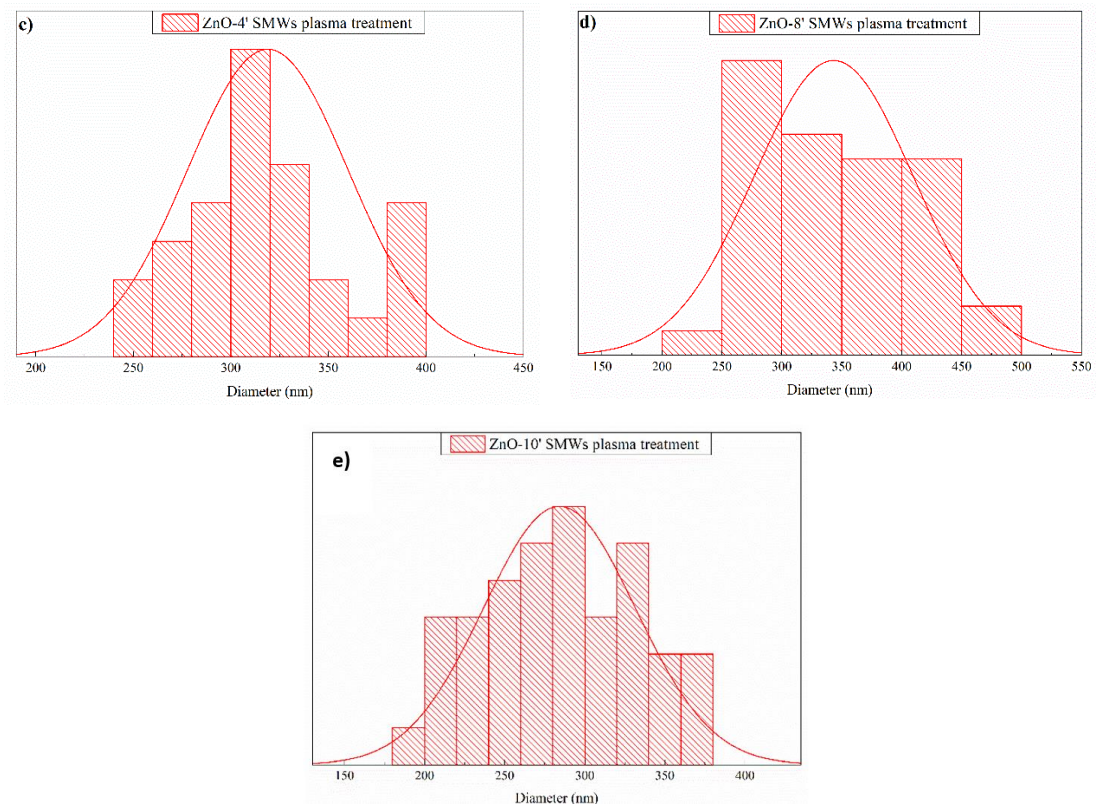 c)
ZnO-4' SMWs plasma treatment
200 250 300 350 400 450
Diameter (nm)
d)
ZnO-8' SMWs plasma treatment
150 200 250 300 350 400 450 500 550
Diameter (nm)
e)
ZnO-10' SMWs plasma treatment
150 200 250 300 350 400
Diameter (nm)